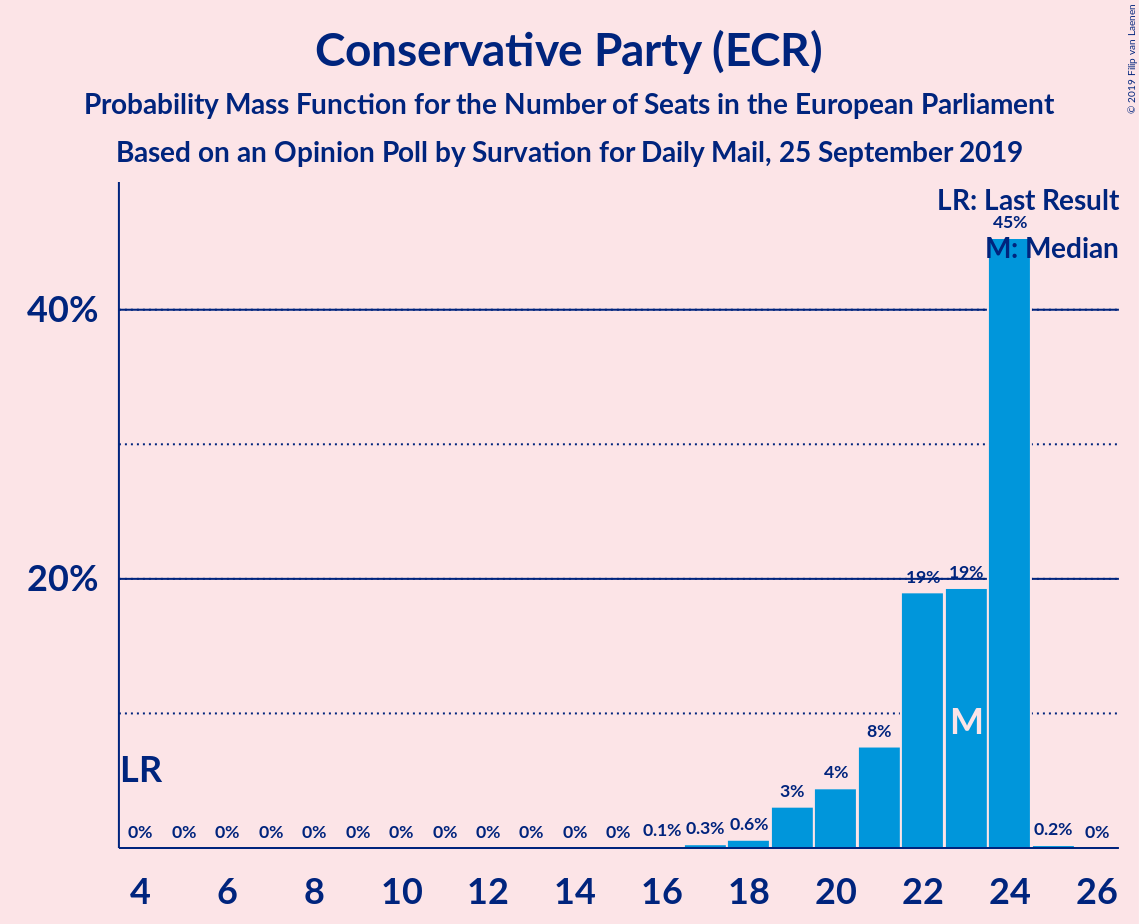 Conservative Party (ECR)
Probability Mass Function for the Number of Seats in the European Parliament
Based on an Opinion Poll by Survation for Daily Mail, 25 September 2019
© 2019 Filip van Laenen
LR: Last Result
M: Median
40%
20%
LR
M
0% 0% 0% 0% 0% 0% 0% 0% 0% 0% 0% 0% 0.1% 0.3% 0.6% 3% 4% 8% 19% 19% 45% 0.2% 0%
4 6 8 10 12 14 16 18 20 22 24 26